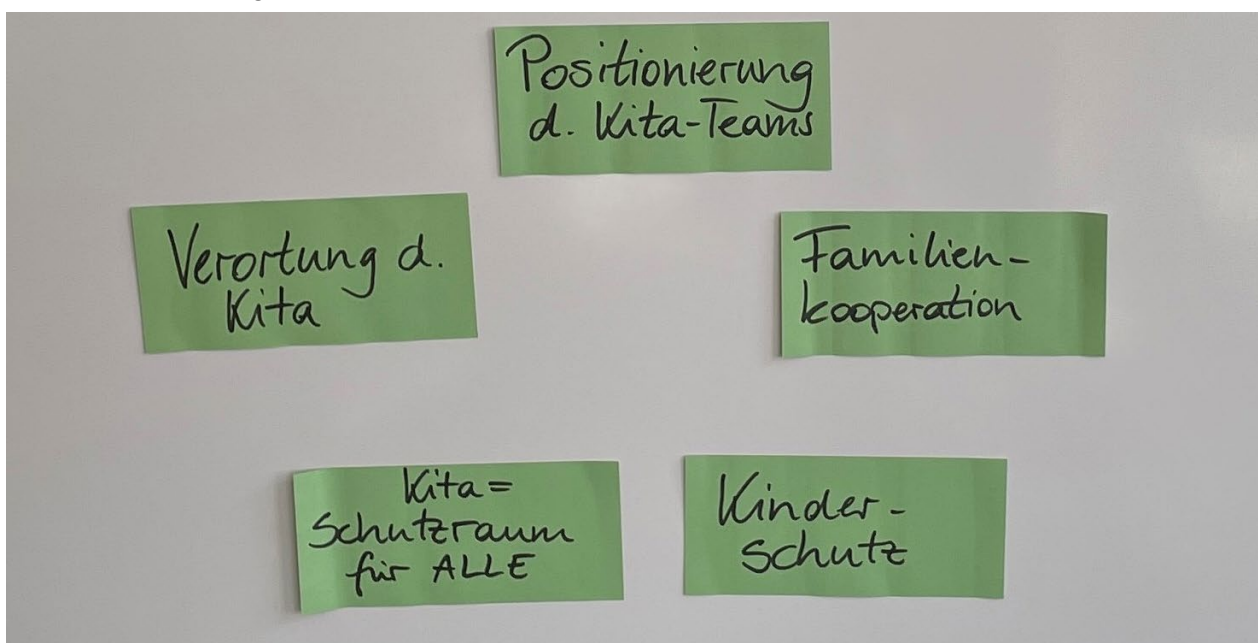 Positionierung
d. Kita-Teams
Verortung d.
Kita
Familien-
kooperation
Kita=
Schutzraum
für ALLE
Kinder-
schutz